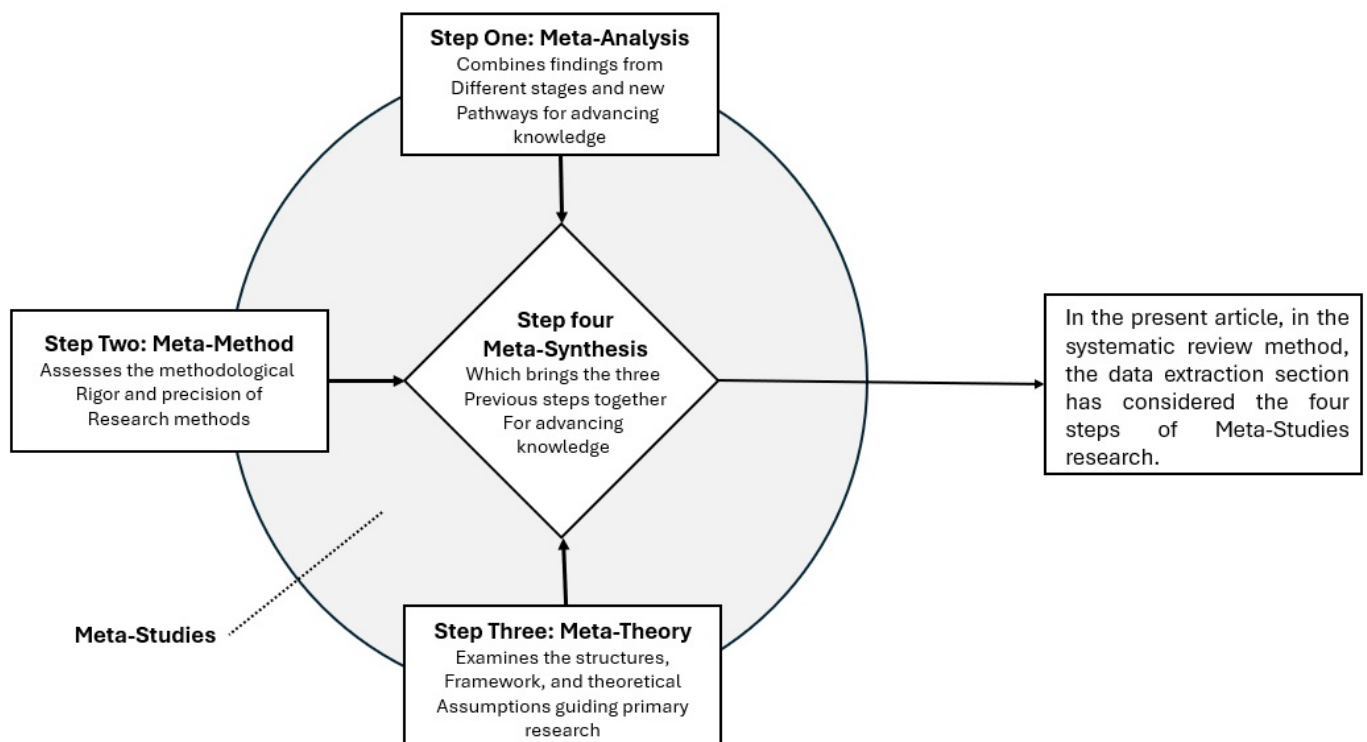 Step One: Meta-Analysis
Combines findings from
Different stages and new
Pathways for advancing
knowledge
Step Two: Meta-Method
Assesses the methodological
Rigor and precision of
Research methods
Step four
Meta-Synthesis
Which brings the three
Previous steps together
For advancing
knowledge
In the present article, in the
systematic review method,
the data extraction section
has considered the four
steps of Meta-Studies
research.
Meta-Studies
Step Three: Meta-Theory
Examines the structures,
Framework, and theoretical
Assumptions guiding primary
research